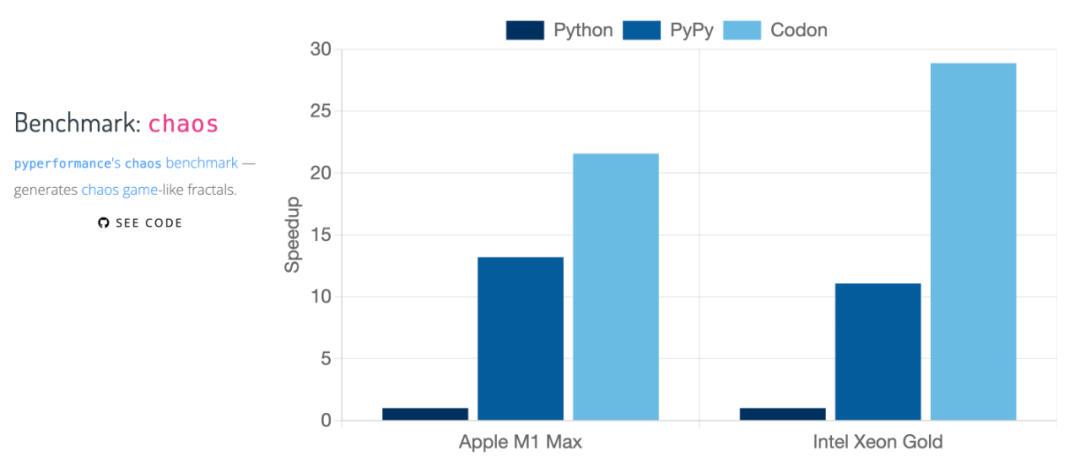 Benchmark: chaos
pyperformance's chaos benchmark —
generates chaos game-like fractals.
SEE CODE
Python PyPy Codon
Speedup
30
25
20
15
10
5
0
Apple M1 Max Intel Xeon Gold